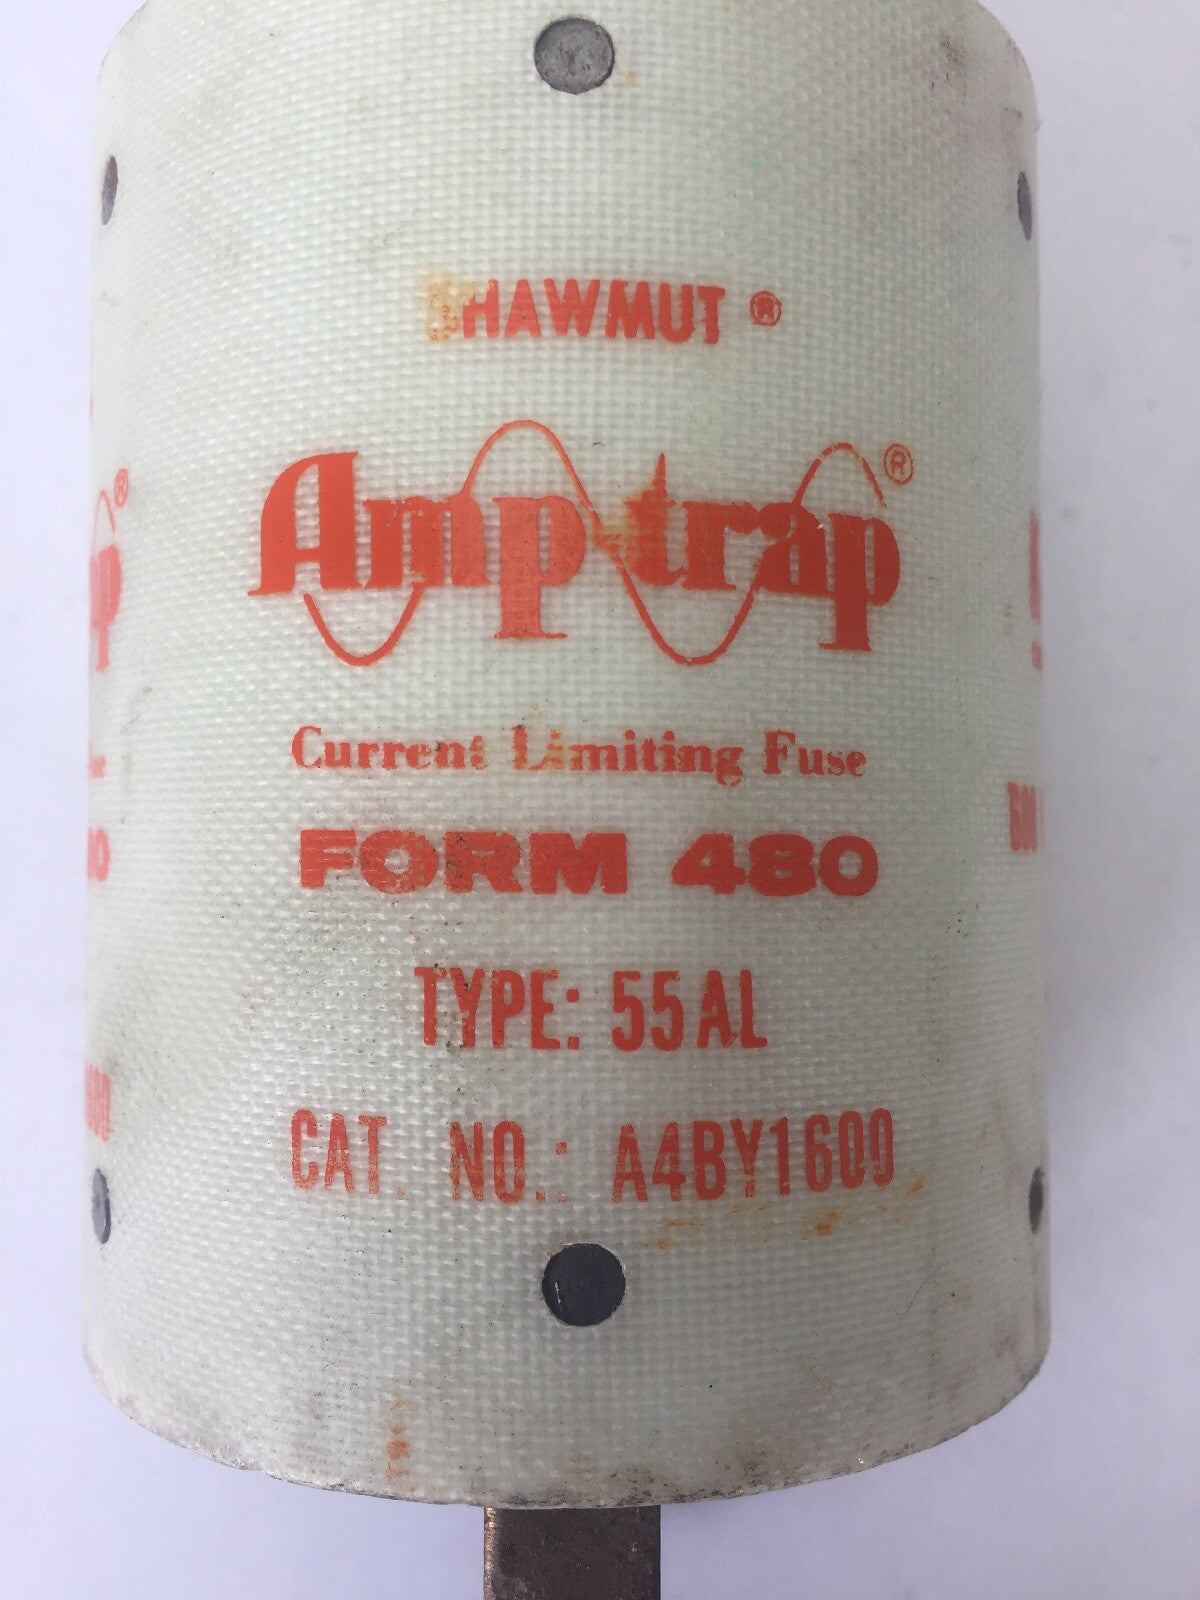 SHAWMUT ®
Amp-trap ®
Current Limiting Fuse
FORM 480
TYPE: 55AL
CAT. NO.: A4BY1600